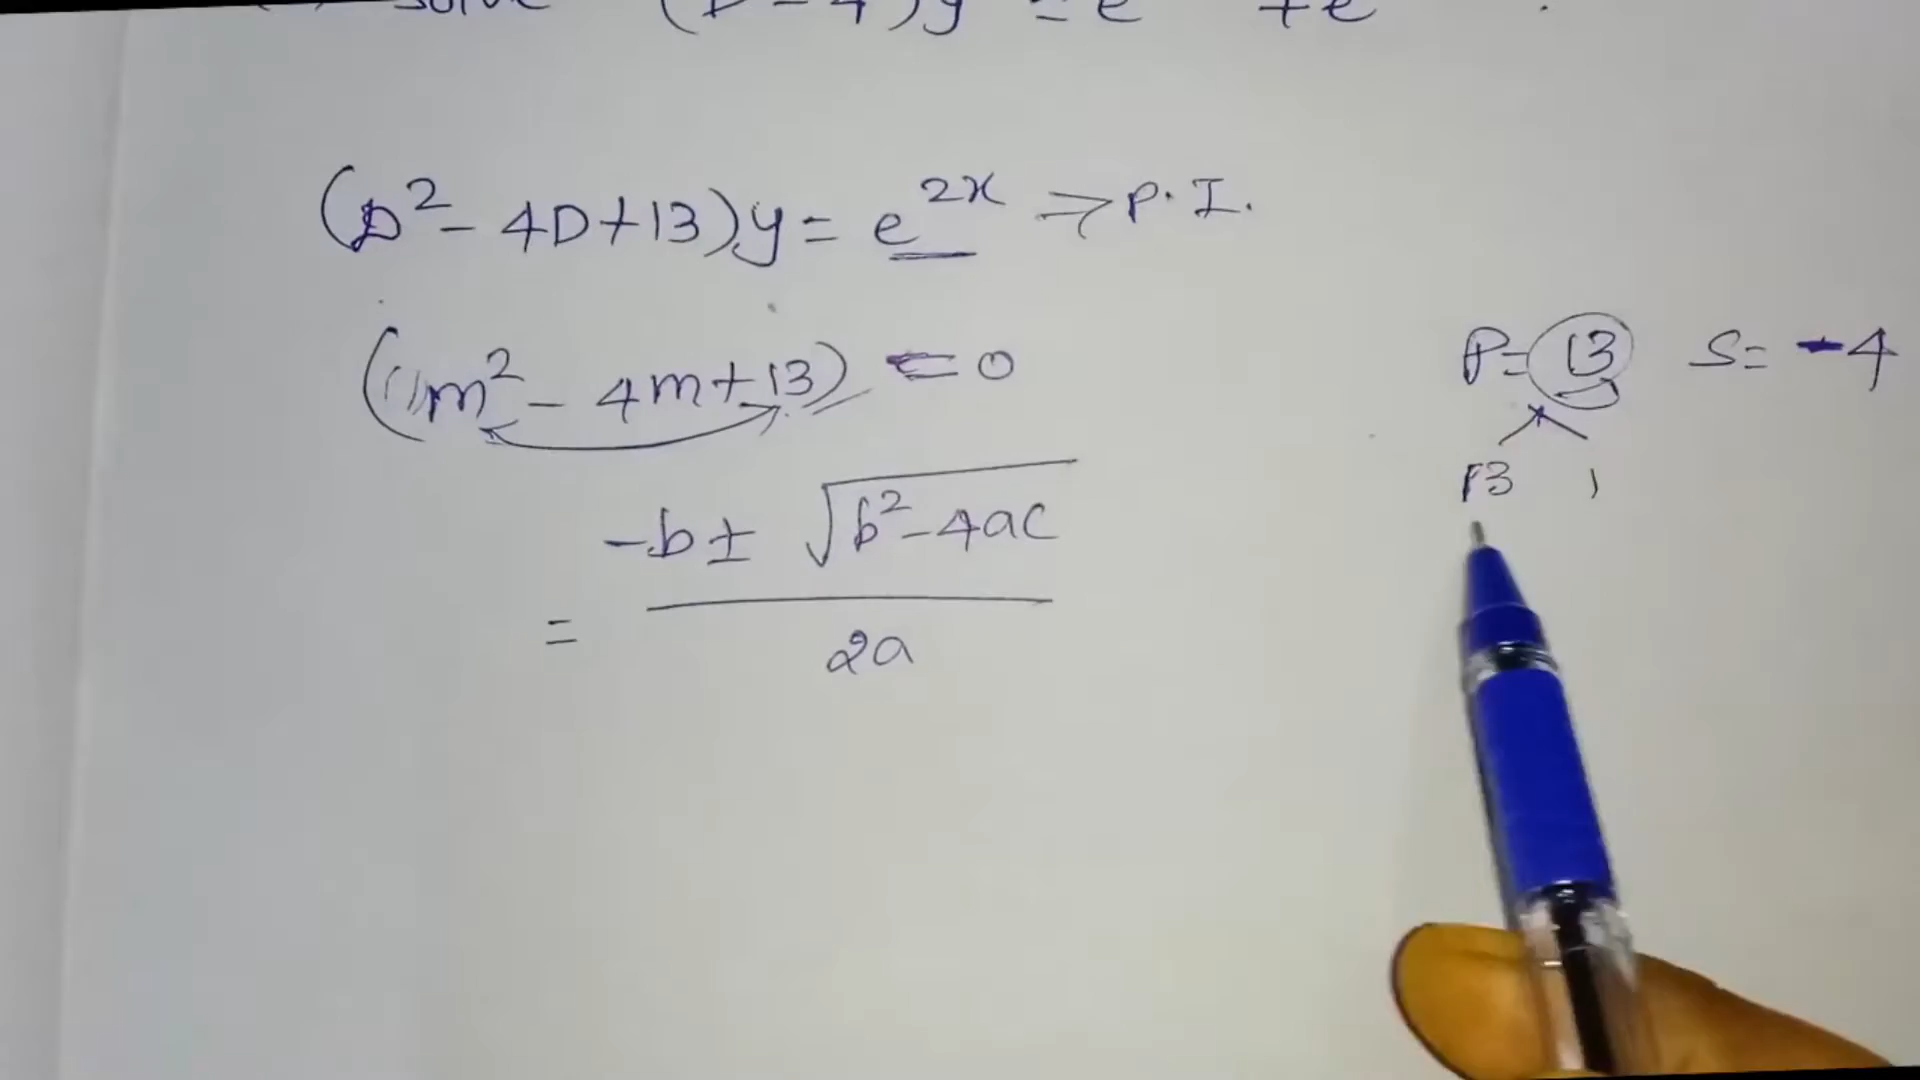 (D² - 4D + 13)y = e^2x ⇒ P.I.
(1m² - 4m + 13) = 0
P = 13 S = -4
13 1
= -b ± √b² - 4ac / 2a